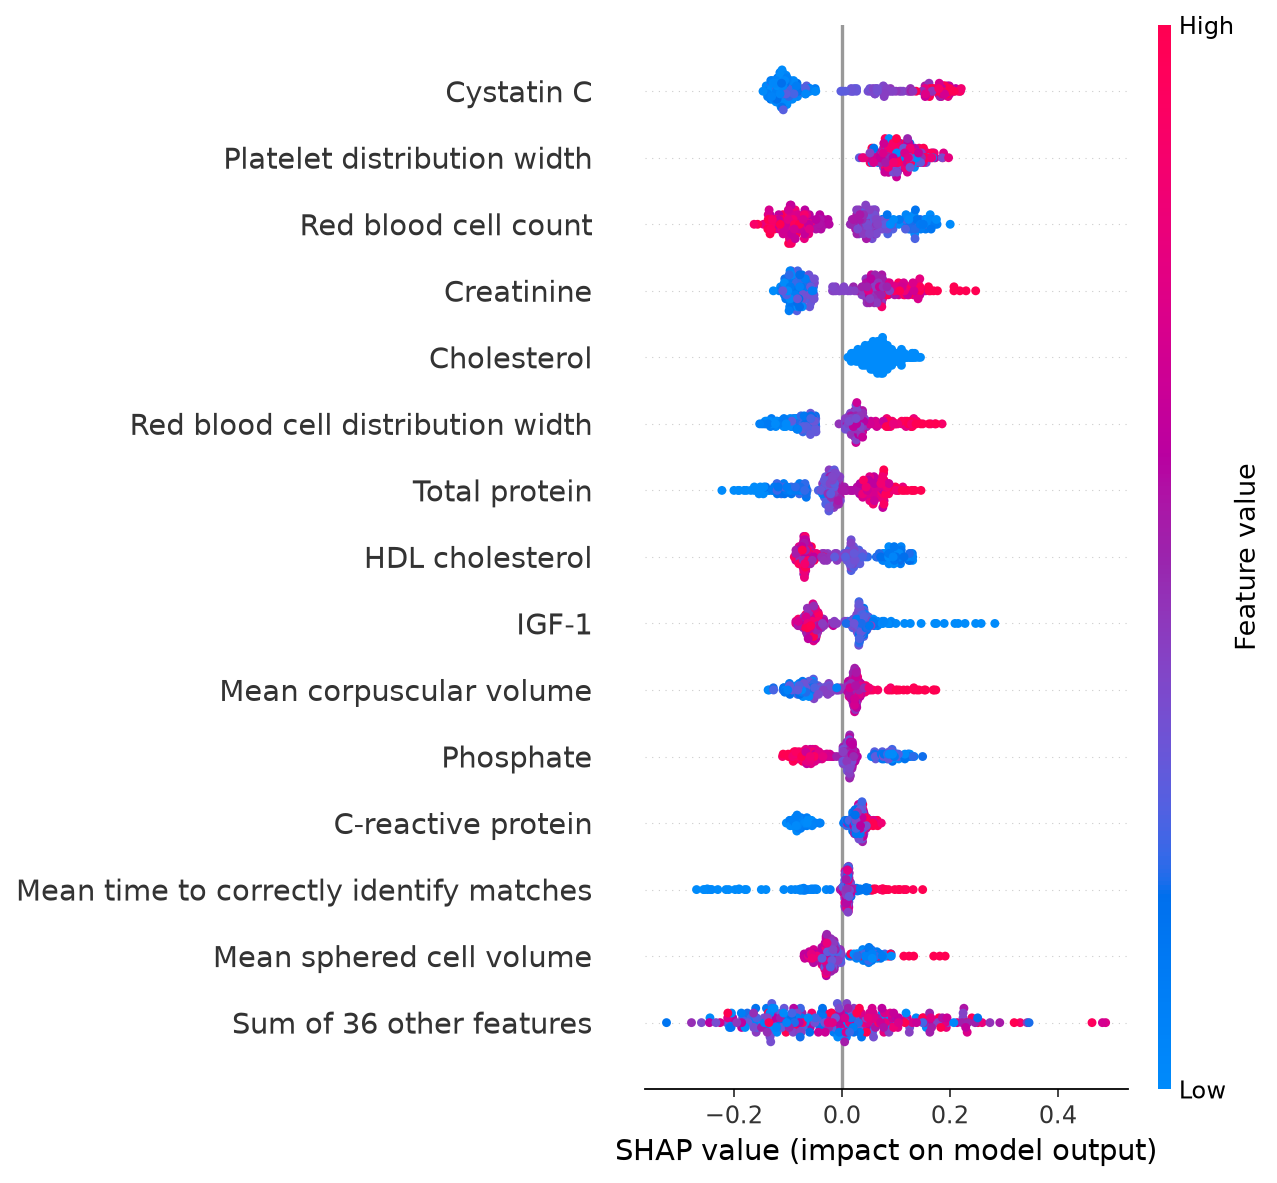 High
Cystatin C
Platelet distribution width
Red blood cell count
Creatinine
Cholesterol
Red blood cell distribution width
Total protein
HDL cholesterol
IGF-1
Mean corpuscular volume
Phosphate
C-reactive protein
Mean time to correctly identify matches
Mean sphered cell volume
Sum of 36 other features
Feature value
Low
−0.2 0.0 0.2 0.4
SHAP value (impact on model output)